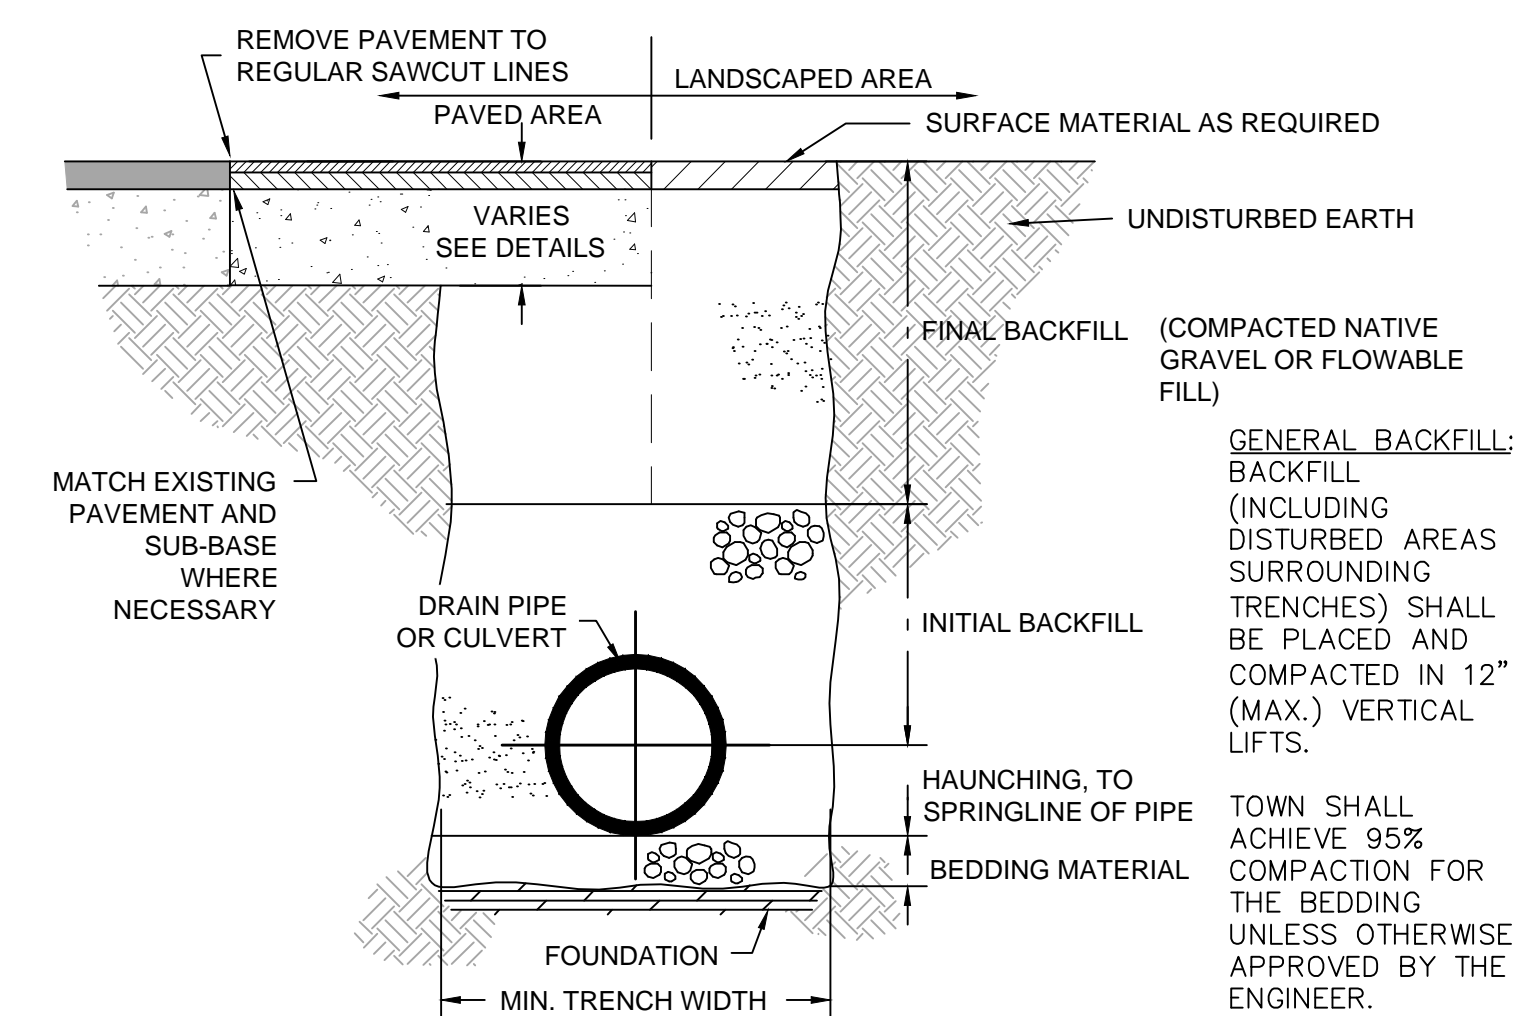 REMOVE PAVEMENT TO
REGULAR SAWCUT LINES
LANDSCAPED AREA
PAVED AREA
SURFACE MATERIAL AS REQUIRED
VARIES
SEE DETAILS
UNDISTURBED EARTH
FINAL BACKFILL
(COMPACTED NATIVE
GRAVEL OR FLOWABLE
FILL)
MATCH EXISTING
PAVEMENT AND
SUB-BASE
WHERE
NECESSARY
DRAIN PIPE
OR CULVERT
INITIAL BACKFILL
HAUNCHING, TO
SPRINGLINE OF PIPE
BEDDING MATERIAL
FOUNDATION
MIN. TRENCH WIDTH
GENERAL BACKFILL:
BACKFILL
(INCLUDING
DISTURBED AREAS
SURROUNDING
TRENCHES) SHALL
BE PLACED AND
COMPACTED IN 12”
(MAX.) VERTICAL
LIFTS.
TOWN SHALL
ACHIEVE 95%
COMPACTION FOR
THE BEDDING
UNLESS OTHERWISE
APPROVED BY THE
ENGINEER.